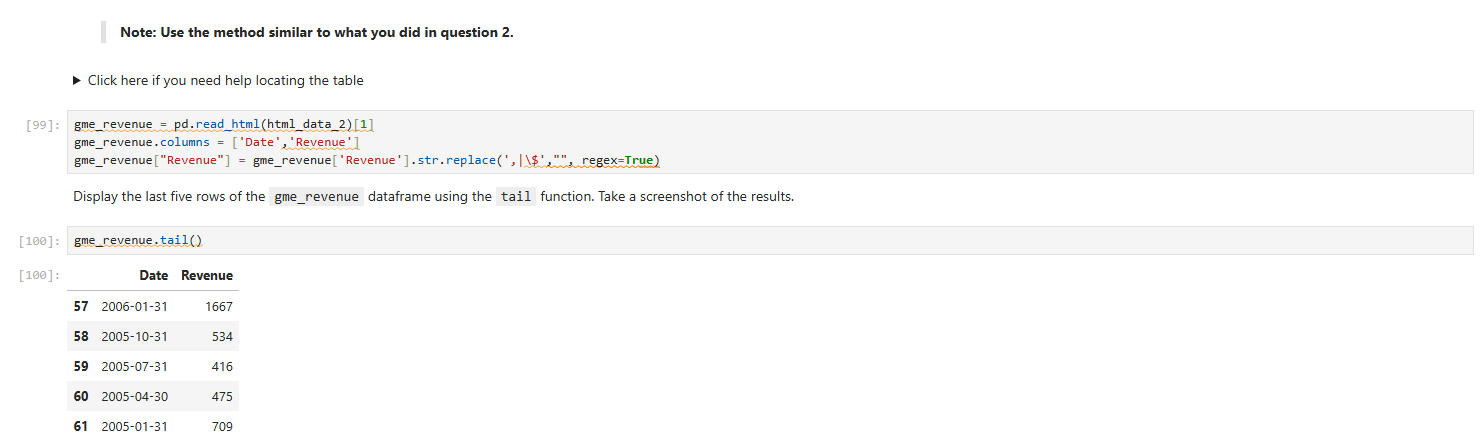 Note: Use the method similar to what you did in question 2.
▶ Click here if you need help locating the table
[99]: gme_revenue = pd.read_html(html_data_2)[1]
gme_revenue.columns = ['Date','Revenue']
gme_revenue["Revenue"] = gme_revenue['Revenue'].str.replace(',|\$',"", regex=True)
Display the last five rows of the gme_revenue dataframe using the tail function. Take a screenshot of the results.
[100]: gme_revenue.tail()
[100]: Date Revenue
57 2006-01-31 1667
58 2005-10-31 534
59 2005-07-31 416
60 2005-04-30 475
61 2005-01-31 709